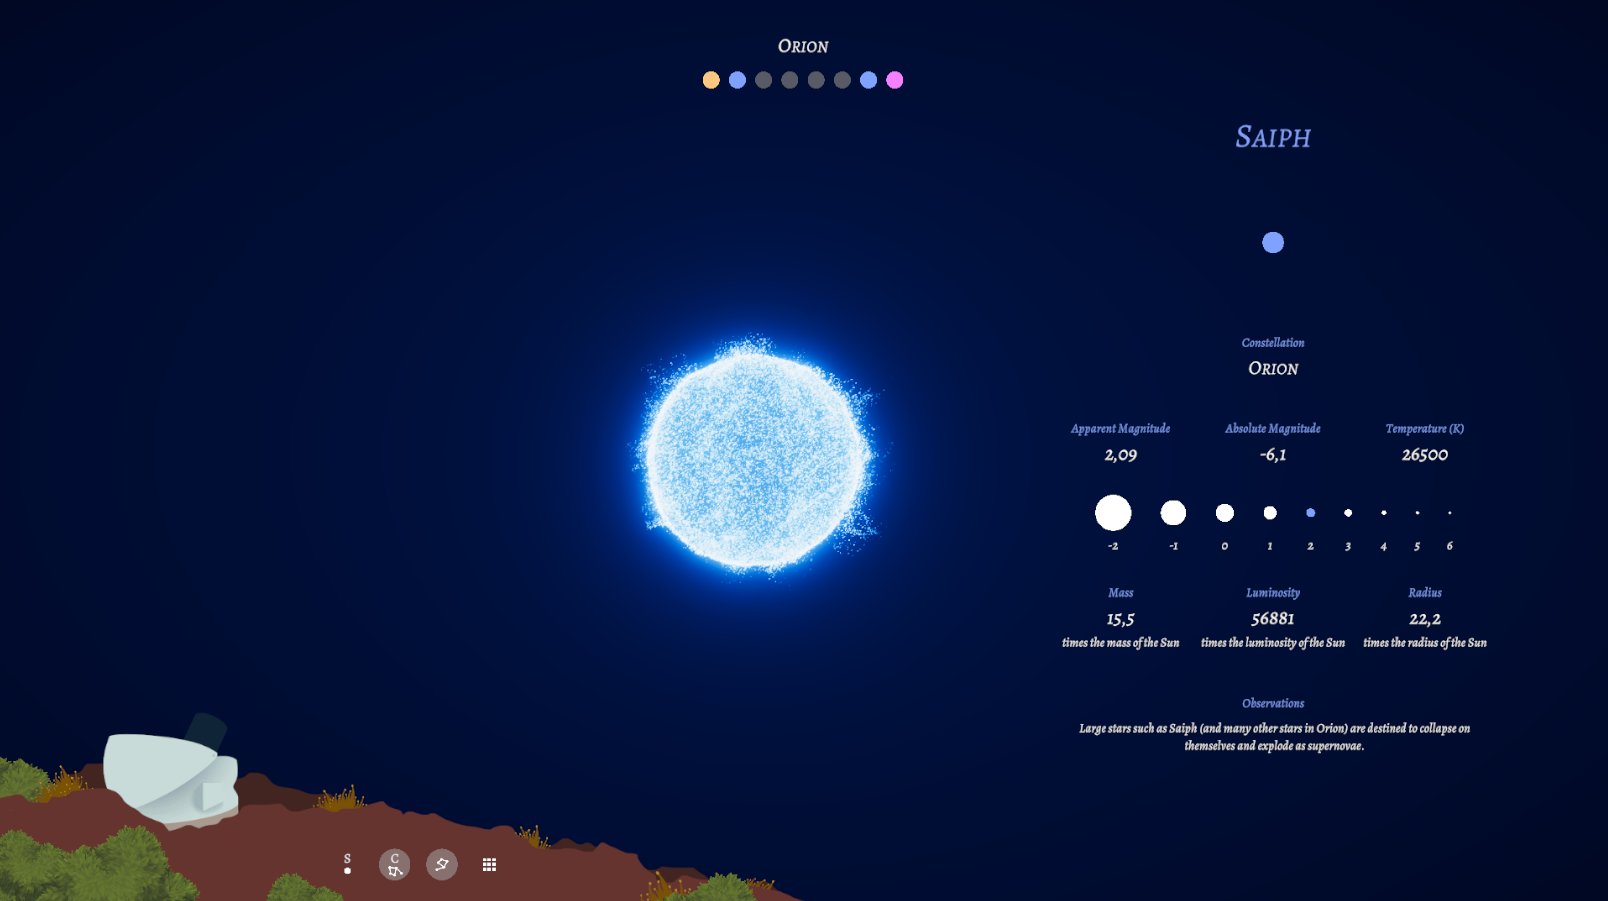 Orion
Saiph
Constellation
Orion
Apparent Magnitude Absolute Magnitude Temperature (K)
2,09 -6,1 26500
-2 -1 0 1 2 3 4 5 6
Mass Luminosity Radius
15,5 56881 22,2
times the mass of the Sun times the luminosity of the Sun times the radius of the Sun
Observations
Large stars such as Saiph (and many other stars in Orion) are destined to collapse on
themselves and explode as supernovae.
S C